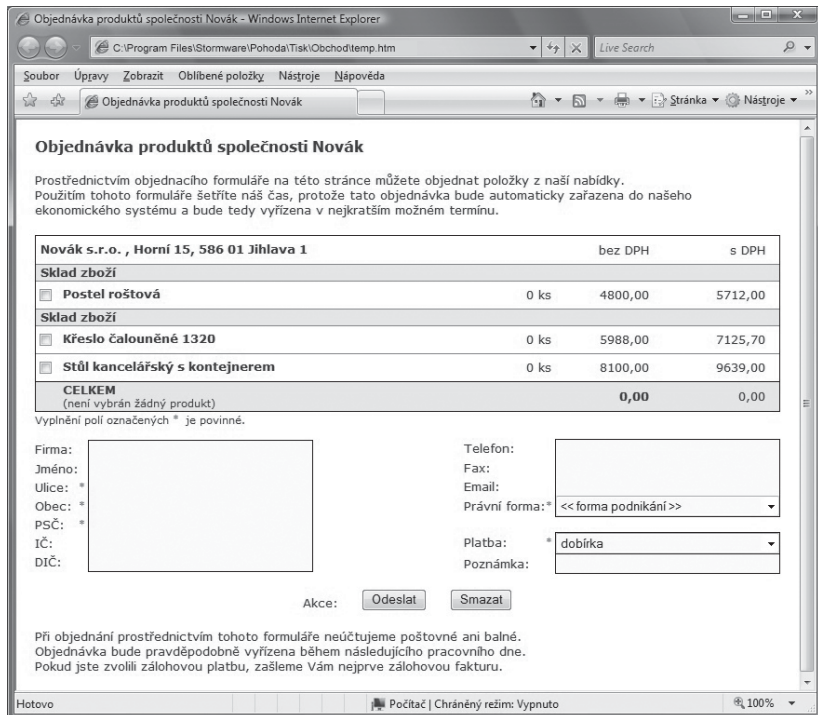 Objednávka produktů společnosti Novák - Windows Internet Explorer
C:\Program Files\Stormware\Pohoda\Tisk\Obchod\temp.htm
Live Search
Soubor Úpravy Zobrazit Oblíbené položky Nástroje Nápověda
Objednávka produktů společnosti Novák Stránka Nástroje
Objednávka produktů společnosti Novák
Prostřednictvím objednacího formuláře na této stránce můžete objednat položky z naší nabídky.
Použitím tohoto formuláře šetříte náš čas, protože tato objednávka bude automaticky zařazena do našeho
ekonomického systému a bude tedy vyřízena v nejkratším možném termínu.
Novák s.r.o. , Horní 15, 586 01 Jihlava 1 bez DPH s DPH
Sklad zboží
Postel roštová 0 ks 4800,00 5712,00
Sklad zboží
Křeslo čalouněné 1320 0 ks 5988,00 7125,70
Stůl kancelářský s kontejnerem 0 ks 8100,00 9639,00
CELKEM 0,00 0,00
(není vybrán žádný produkt)
Vyplnění polí označených * je povinné.
Firma: Telefon:
Jméno: Fax:
Ulice: * Email:
Obec: * Právní forma:* <<forma podnikání>>
PSČ: *
IČ: Platba: * dobírka
DIČ: Poznámka:
Akce: Odeslat Smazat
Při objednání prostřednictvím tohoto formuláře neúčtujeme poštovné ani balné.
Objednávka bude pravděpodobně vyřízena během následujícího pracovního dne.
Pokud jste zvolili zálohovou platbu, zašleme Vám nejprve zálohovou fakturu.
Hotovo Počítač | Chráněný režim: Vypnuto 100%